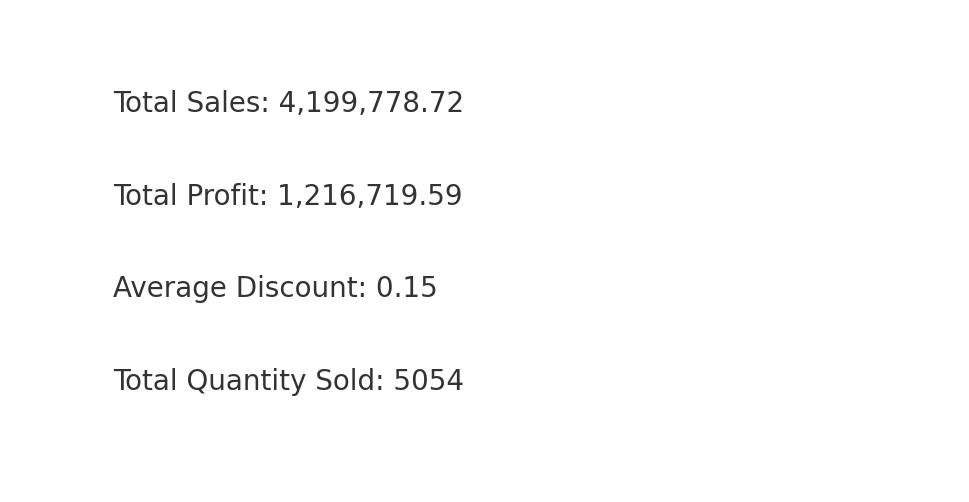 Total Sales: 4,199,778.72
Total Profit: 1,216,719.59
Average Discount: 0.15
Total Quantity Sold: 5054